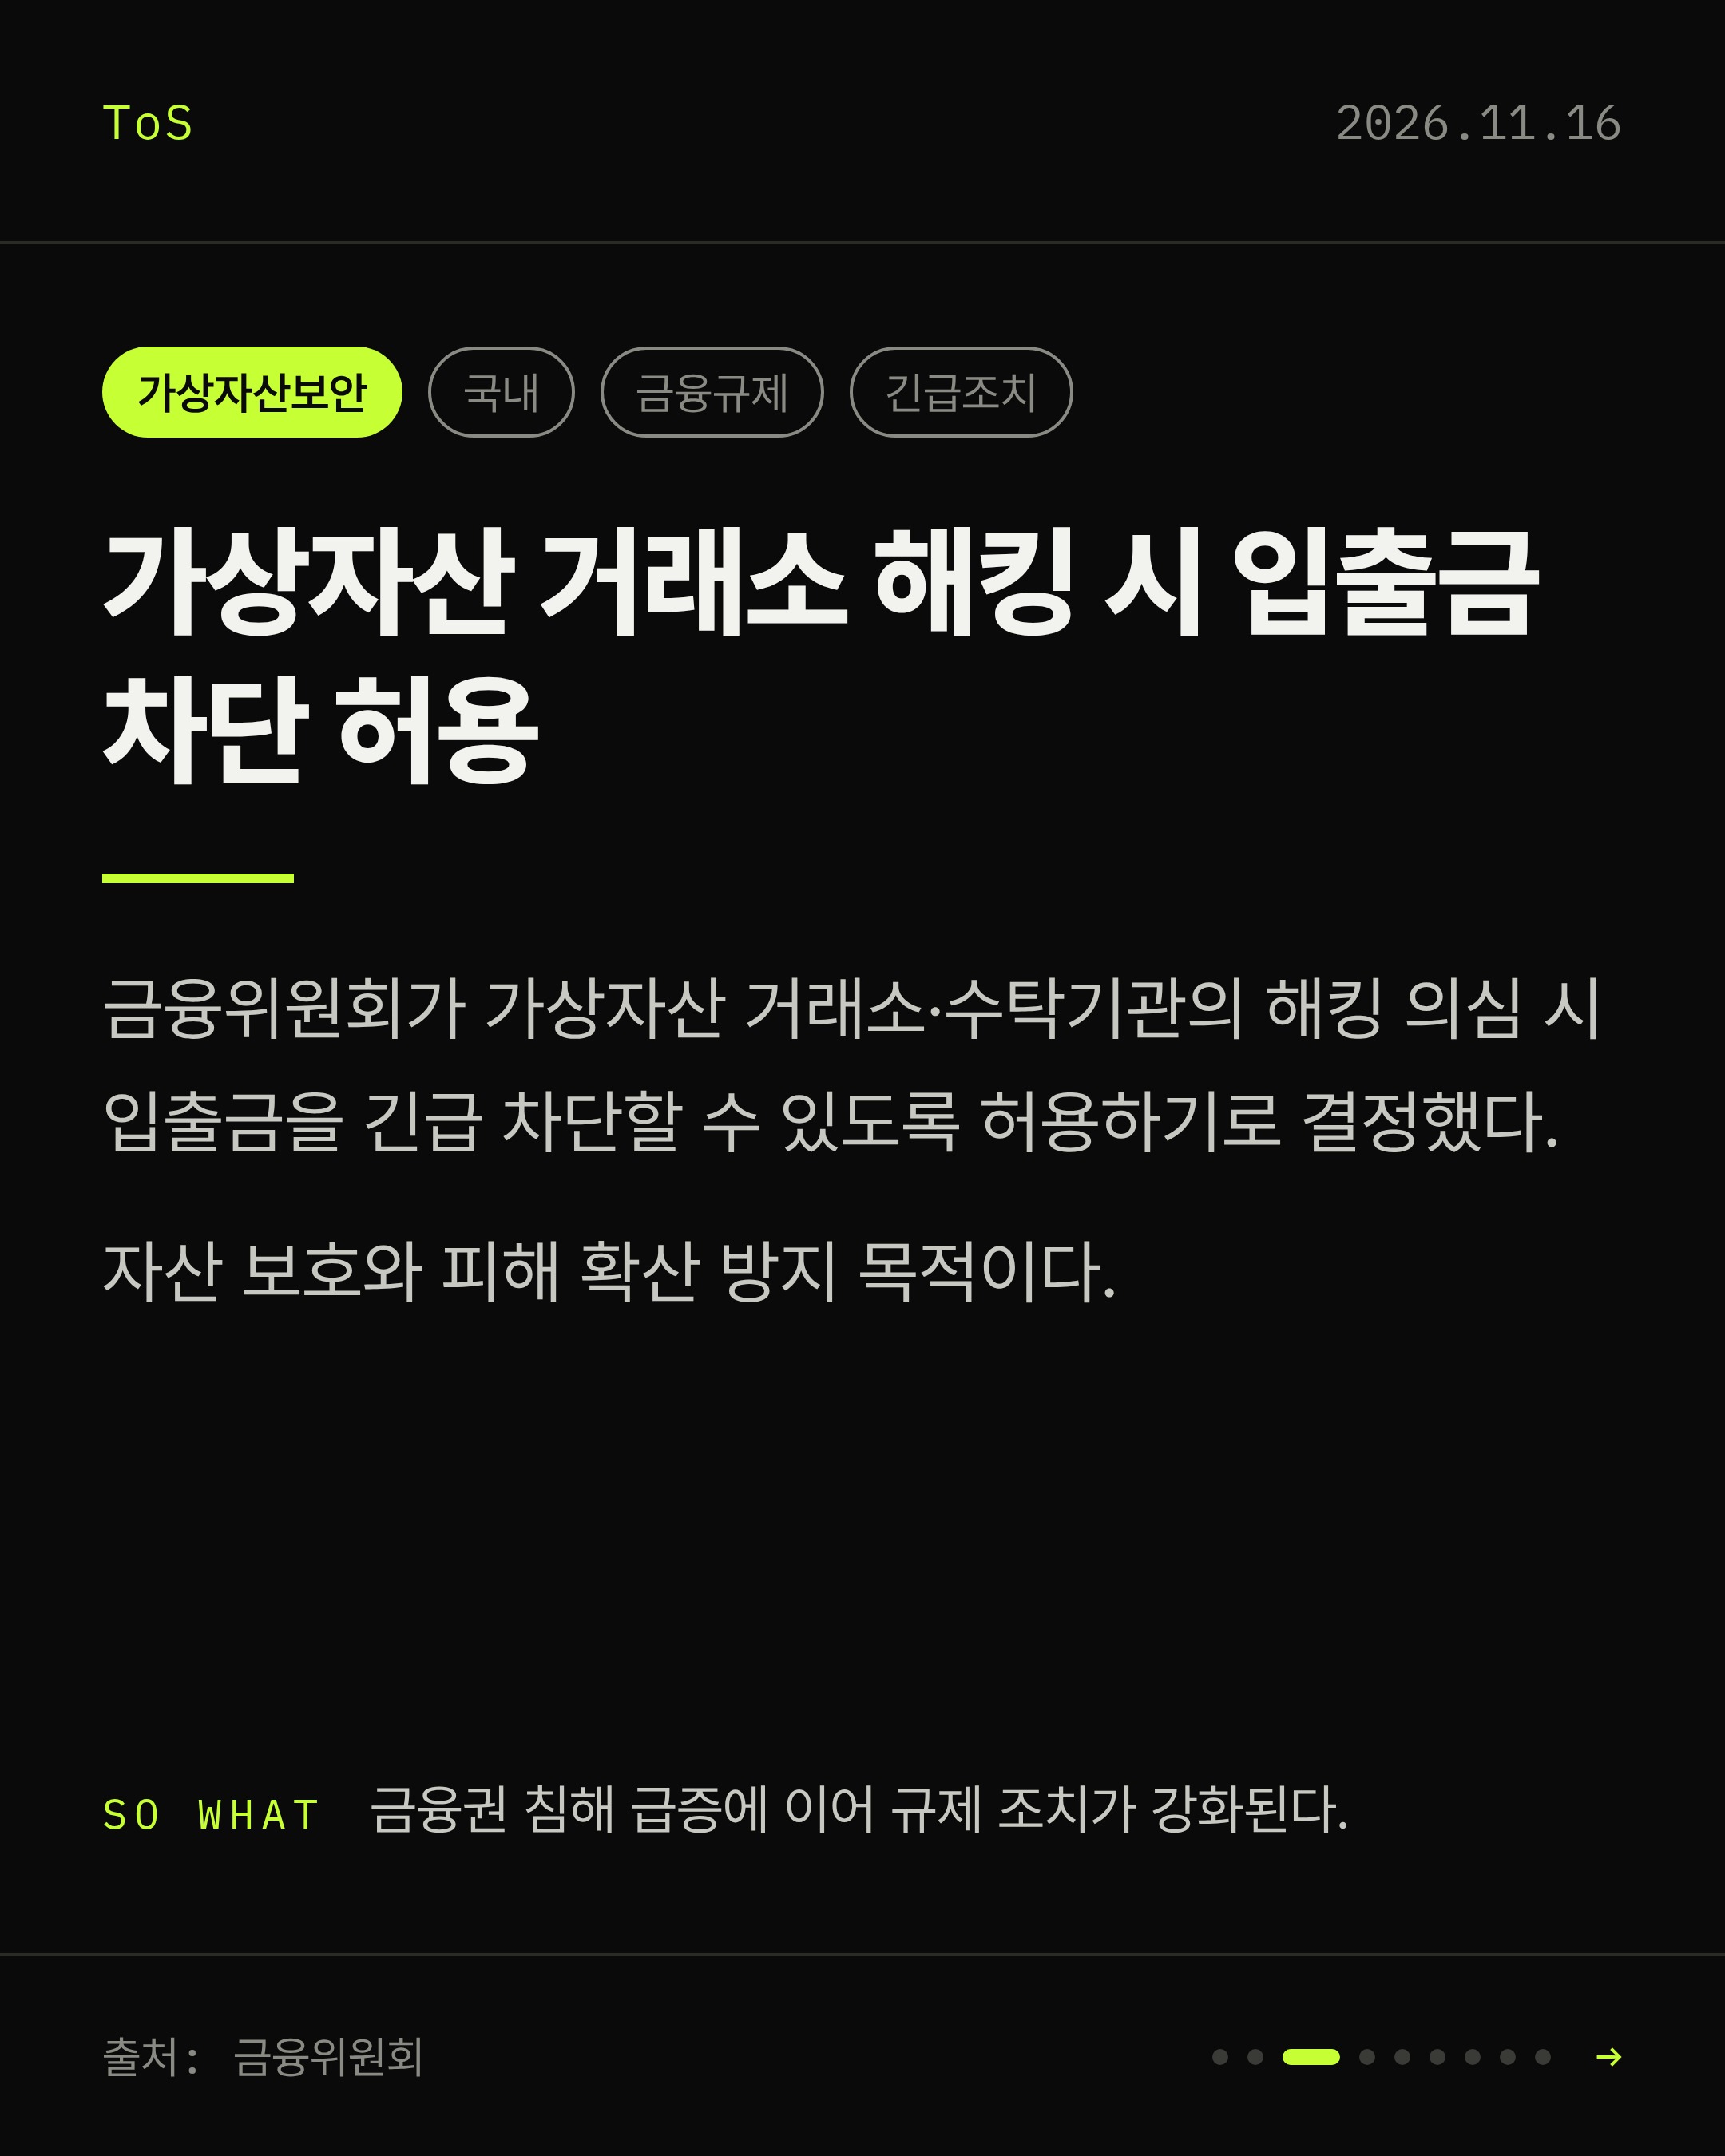 ToS
2026.11.16
가상자산보안 국내 금융규제 긴급조치
가상자산 거래소 해킹 시 입출금
차단 허용
금융위원회가 가상자산 거래소·수탁기관의 해킹 의심 시
입출금을 긴급 차단할 수 있도록 허용하기로 결정했다.
자산 보호와 피해 확산 방지 목적이다.
SO WHAT 금융권 침해 급증에 이어 규제 조치가 강화된다.
출처: 금융위원회
→